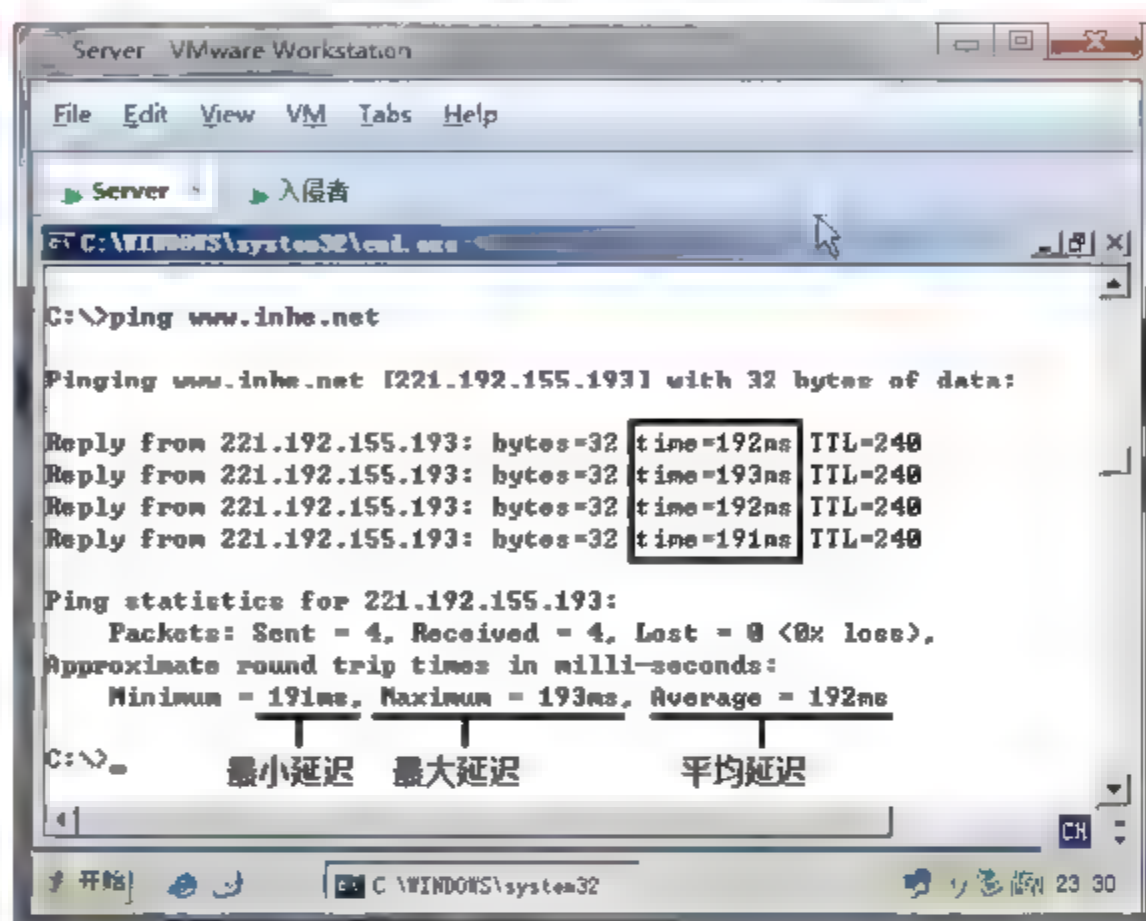 Server VMware Workstation
File Edit View VM Tabs Help
Server 入侵者
C:\WINDOWS\system32\cmd.exe
C:\>ping www.inhe.net
Pinging www.inhe.net [221.192.155.193] with 32 bytes of data:
Reply from 221.192.155.193: bytes=32 time=192ms TTL=240
Reply from 221.192.155.193: bytes=32 time=193ms TTL=240
Reply from 221.192.155.193: bytes=32 time=192ms TTL=240
Reply from 221.192.155.193: bytes=32 time=191ms TTL=240
Ping statistics for 221.192.155.193:
Packets: Sent = 4, Received = 4, Lost = 0 (0% loss),
Approximate round trip times in milli-seconds:
Minimum = 191ms, Maximum = 193ms, Average = 192ms
最小延迟 最大延迟 平均延迟
C:\>_
CH
开始 C \WINDOWS\system32 23 30